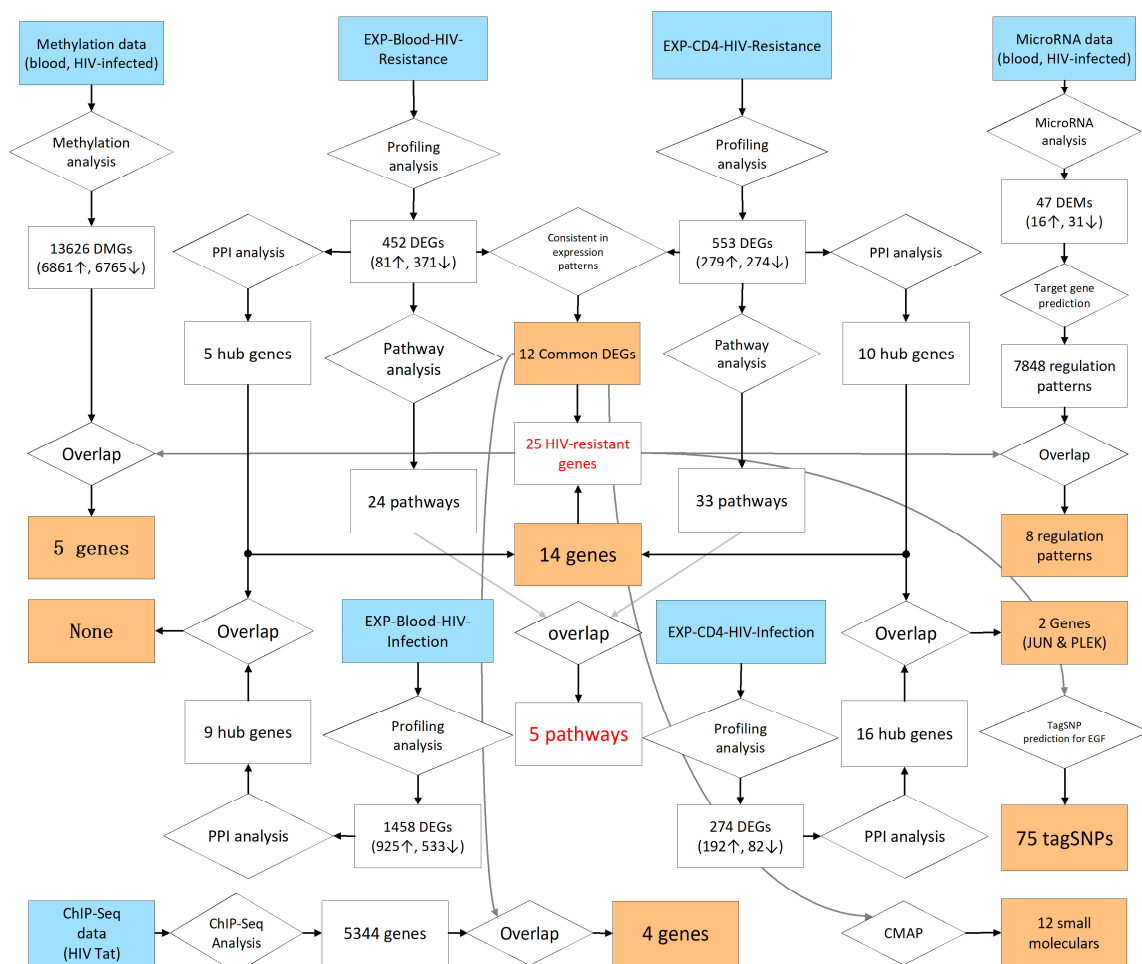 Methylation data
(blood, HIV-infected)
EXP-Blood-HIV-
Resistance
EXP-CD4-HIV-Resistance
MicroRNA data
(blood, HIV-infected)
Methylation
analysis
Profiling
analysis
Profiling
analysis
MicroRNA
analysis
13626 DMGs
(6861↑, 6765↓)
PPI analysis
452 DEGs
(81↑, 371↓)
Consistent in
expression
patterns
553 DEGs
(279↑, 274↓)
PPI analysis
47 DEMs
(16↑, 31↓)
Target gene
prediction
5 hub genes
Pathway
analysis
12 Common DEGs
Pathway
analysis
10 hub genes
7848 regulation
patterns
Overlap
25 HIV-resistant
genes
Overlap
24 pathways
33 pathways
5 genes
14 genes
8 regulation
patterns
None
Overlap
EXP-Blood-HIV-
Infection
overlap
EXP-CD4-HIV-Infection
Overlap
2 Genes
(JUN & PLEK)
9 hub genes
Profiling
analysis
5 pathways
Profiling
analysis
16 hub genes
TagSNP
prediction for EGF
PPI analysis
1458 DEGs
(925↑, 533↓)
274 DEGs
(192↑, 82↓)
PPI analysis
75 tagSNPs
ChIP-Seq
data
(HIV Tat)
ChIP-Seq
Analysis
5344 genes
Overlap
4 genes
CMAP
12 small
moleculars